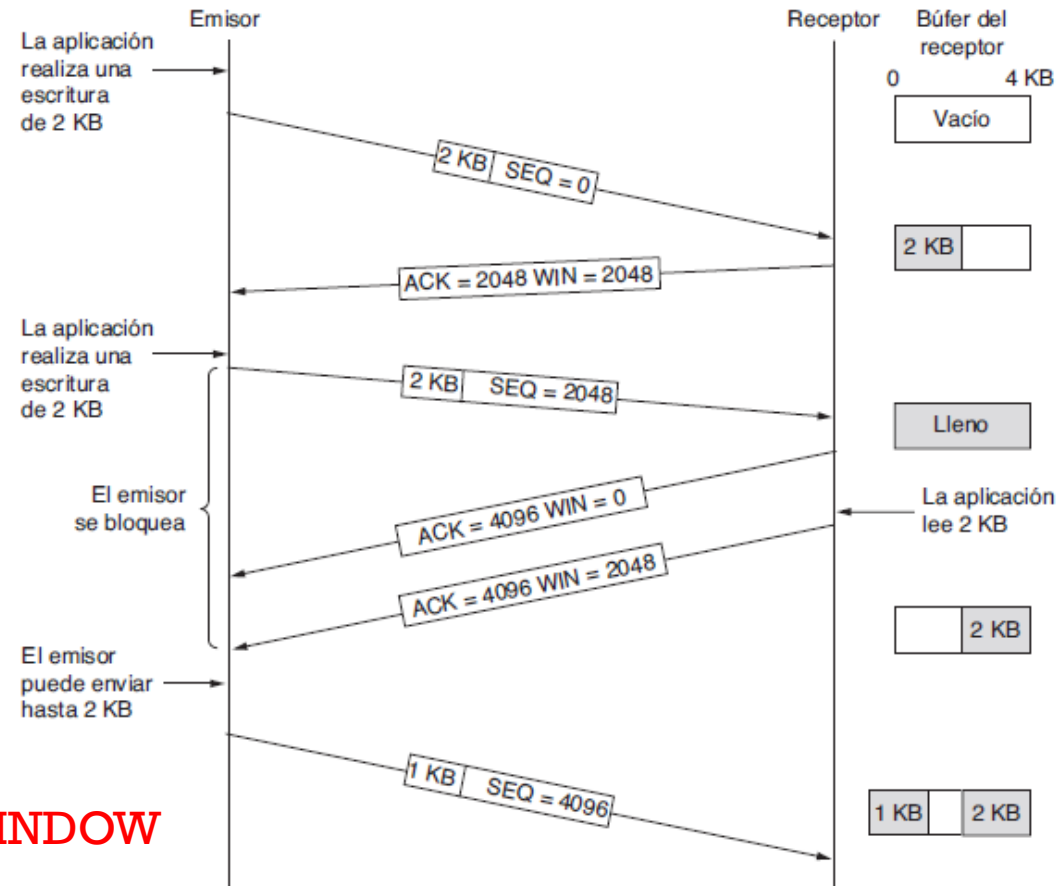 Emisor
Receptor
Búfer del
receptor
0
4 KB
La aplicación
realiza una
escritura
de 2 KB
Vacío
2 KB
SEQ = 0
2 KB
ACK = 2048 WIN = 2048
La aplicación
realiza una
escritura
de 2 KB
2 KB
SEQ = 2048
Lleno
El emisor
se bloquea
ACK = 4096 WIN = 0
La aplicación
lee 2 KB
ACK = 4096 WIN = 2048
2 KB
El emisor
puede enviar
hasta 2 KB
1 KB
SEQ = 4096
1 KB
2 KB
INDOW